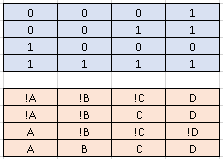 0 0 0 1
0 0 1 1
1 0 0 0
1 1 1 1
!A !B !C D
!A !B C D
A !B !C !D
A B C D